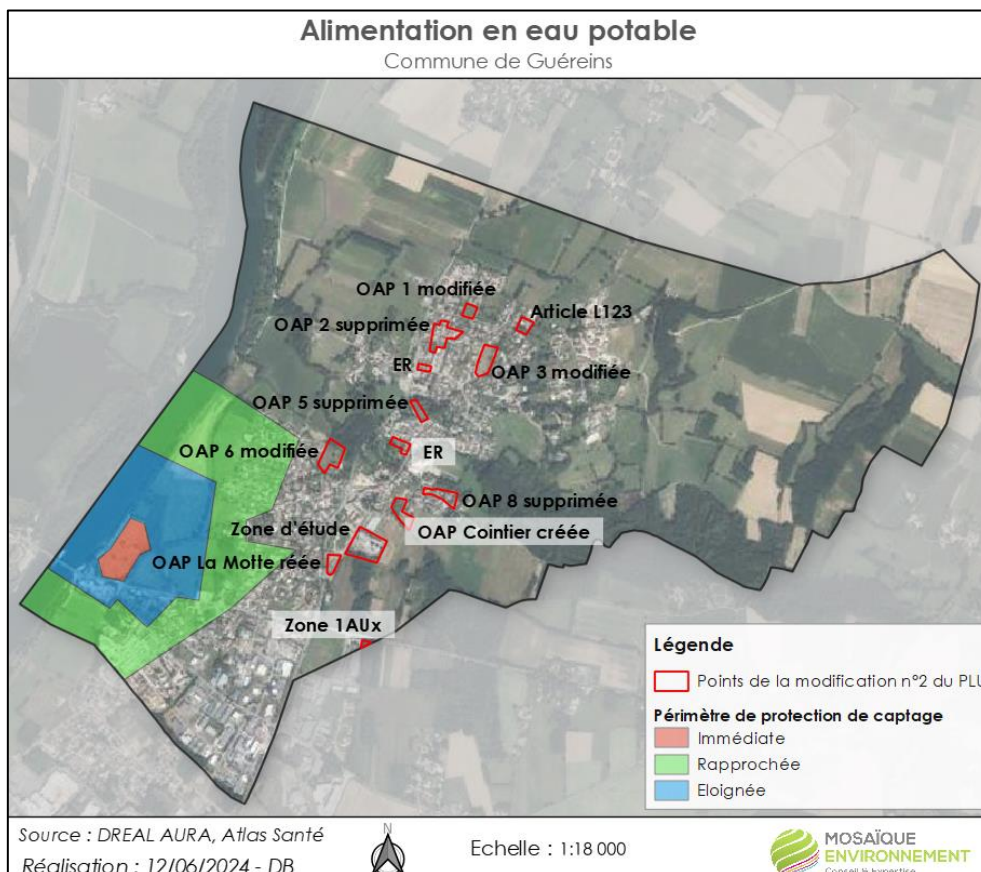 Alimentation en eau potable
Commune de Guéreins
OAP 1 modifiée
Article L123
OAP 2 supprimée
ER
OAP 3 modifiée
OAP 5 supprimée
OAP 6 modifiée
ER
OAP 8 supprimée
Zone d'étude
OAP Cointier créée
OAP La Motte réée
Zone 1AUx
Légende
Points de la modification n°2 du PLU
Périmètre de protection de captage
Immédiate
Rapprochée
Eloignée
Source : DREAL AURA, Atlas Santé
Réalisation : 12/06/2024 - DB
N
Echelle : 1:18 000
MOSAÏQUE
ENVIRONNEMENT
Conseil & Expertise